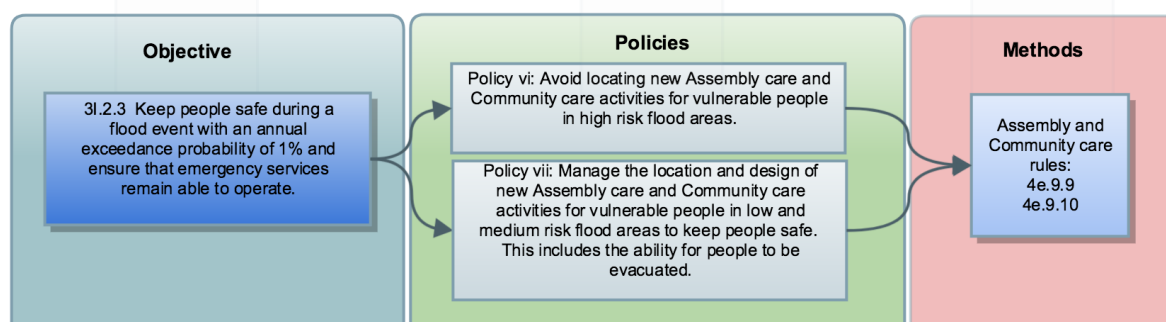 Objective
3I.2.3 Keep people safe during a
flood event with an annual
exceedance probability of 1% and
ensure that emergency services
remain able to operate.
Policies
Policy vi: Avoid locating new Assembly care and
Community care activities for vulnerable people
in high risk flood areas.
Policy vii: Manage the location and design of
new Assembly care and Community care
activities for vulnerable people in low and
medium risk flood areas to keep people safe.
This includes the ability for people to be
evacuated.
Methods
Assembly and
Community care
rules:
4e.9.9
4e.9.10